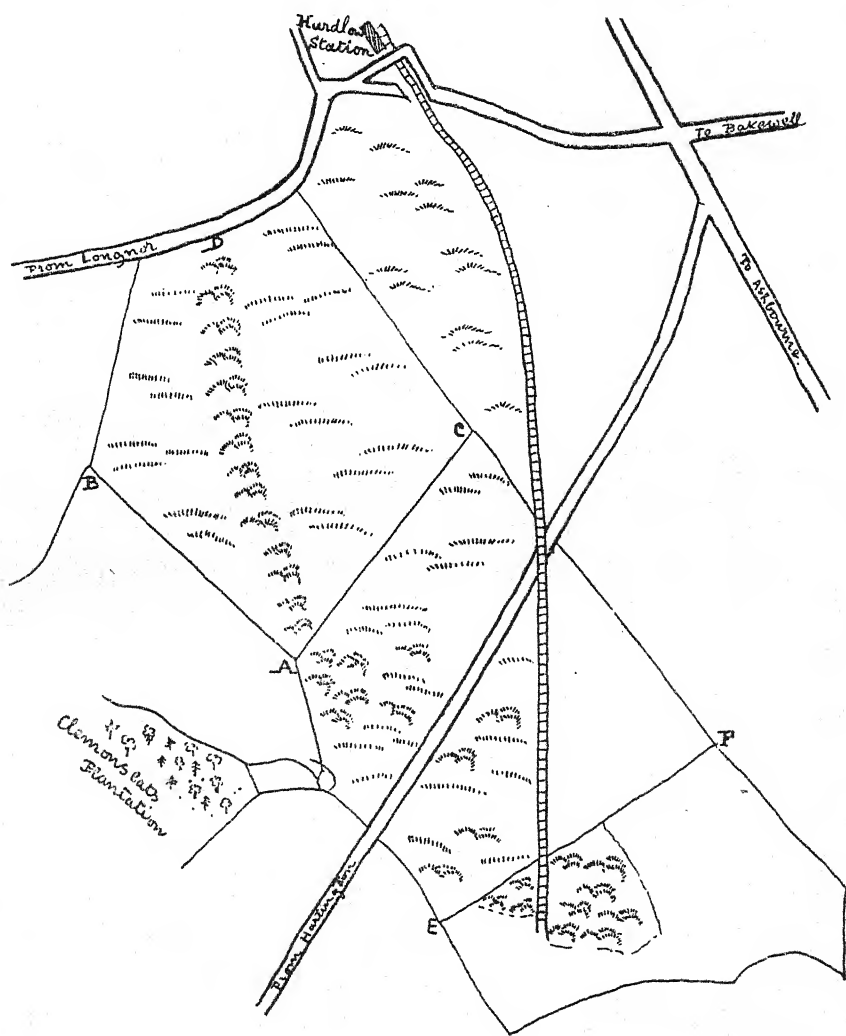 Hurdlow
Station
To Bakewell
From Longnor
D
To Ashbourne.
C
B
A
F
Clemonseats
Plantation
From Hartington
E